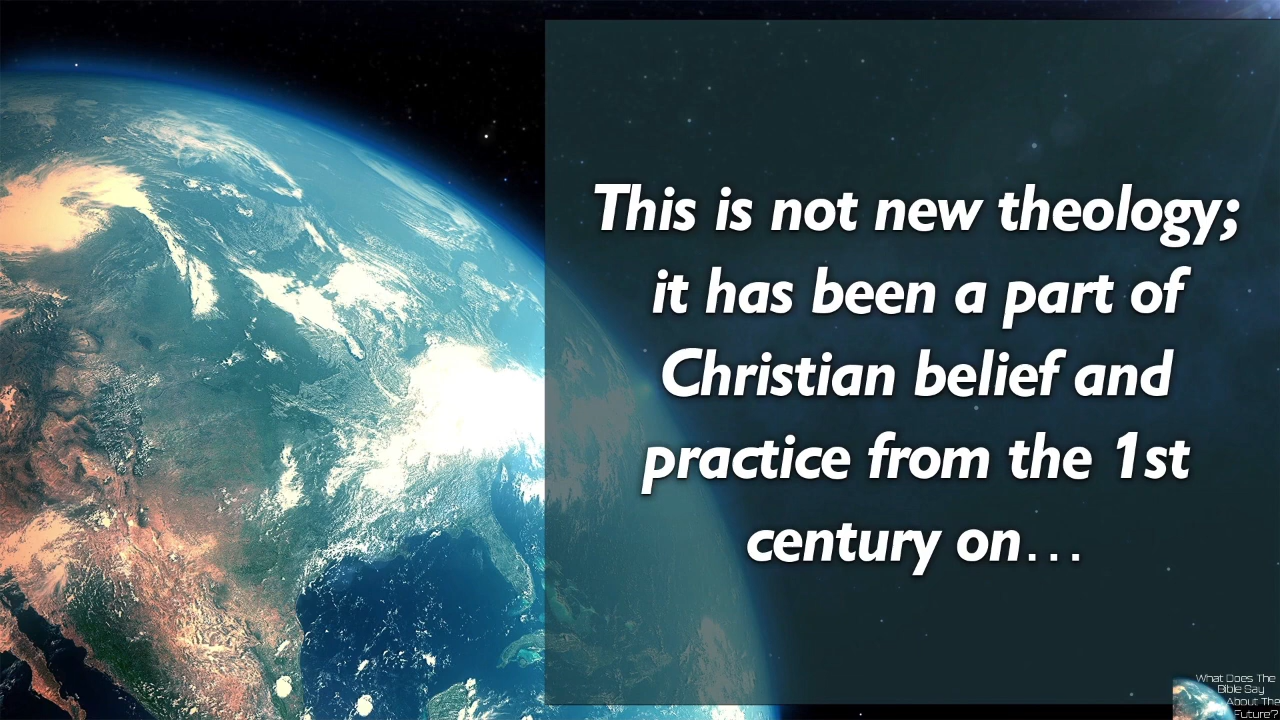 This is not new theology;
it has been a part of
Christian belief and
practice from the 1st
century on…
What Does The
Bible Say
About The
Future?